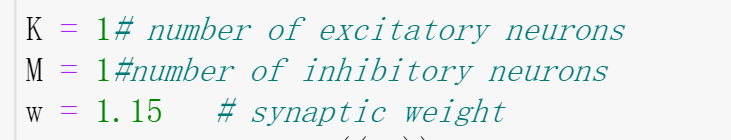 K = 1# number of excitatory neurons
M = 1#number of inhibitory neurons
w = 1.15   # synaptic weight